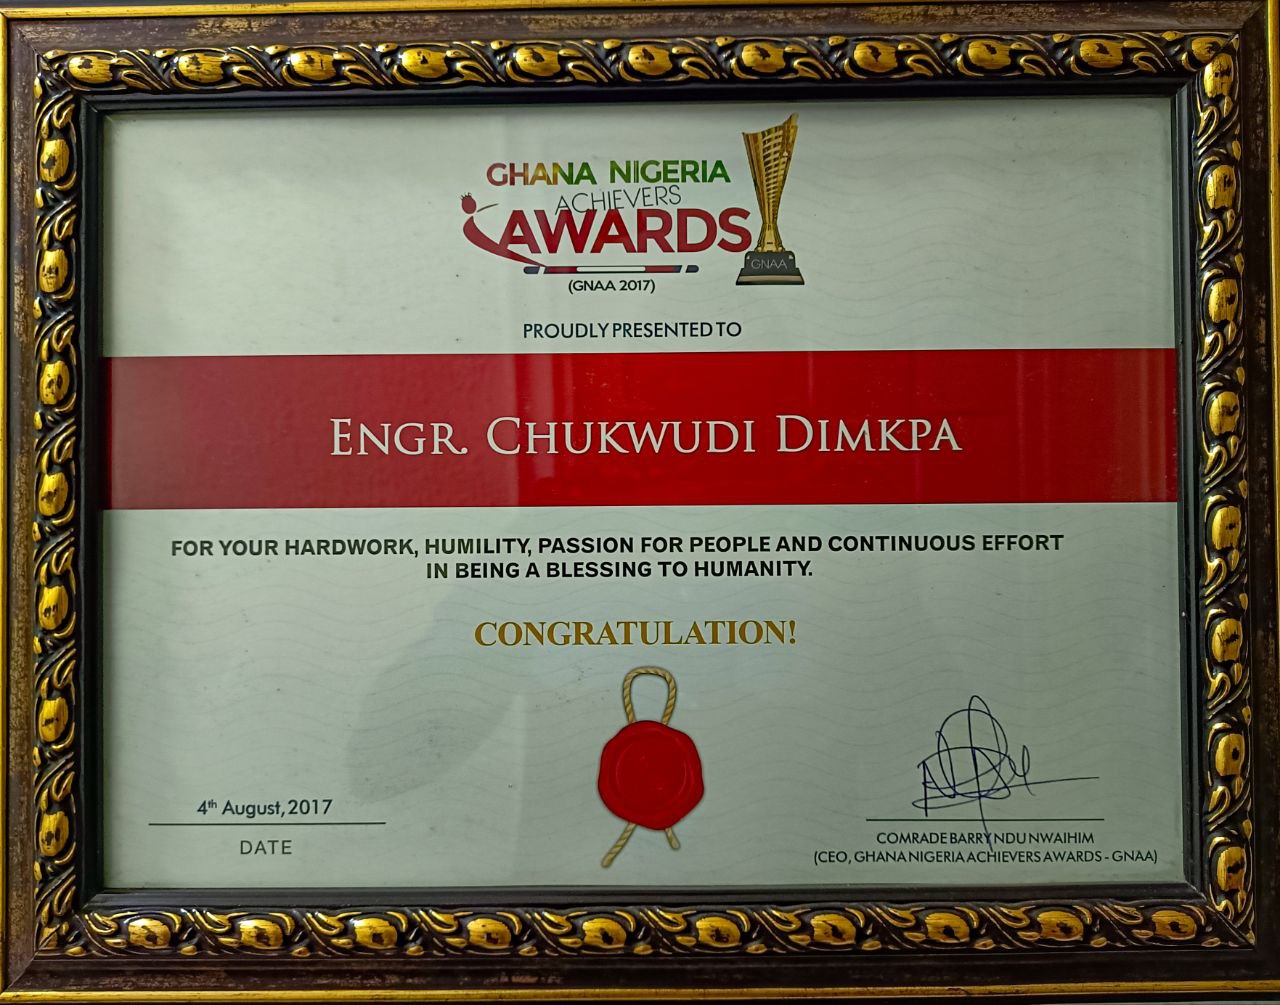 GHANA NIGERIA
ACHIEVERS
AWARDS
GNAA
(GNAA 2017)
PROUDLY PRESENTED TO
ENGR. CHUKWUDI DIMKPA
FOR YOUR HARDWORK, HUMILITY, PASSION FOR PEOPLE AND CONTINUOUS EFFORT
IN BEING A BLESSING TO HUMANITY.
CONGRATULATION!
4th August, 2017
DATE
COMRADE BARRY NDU NWAIHIM
(CEO, GHANA NIGERIA ACHIEVERS AWARDS - GNAA)